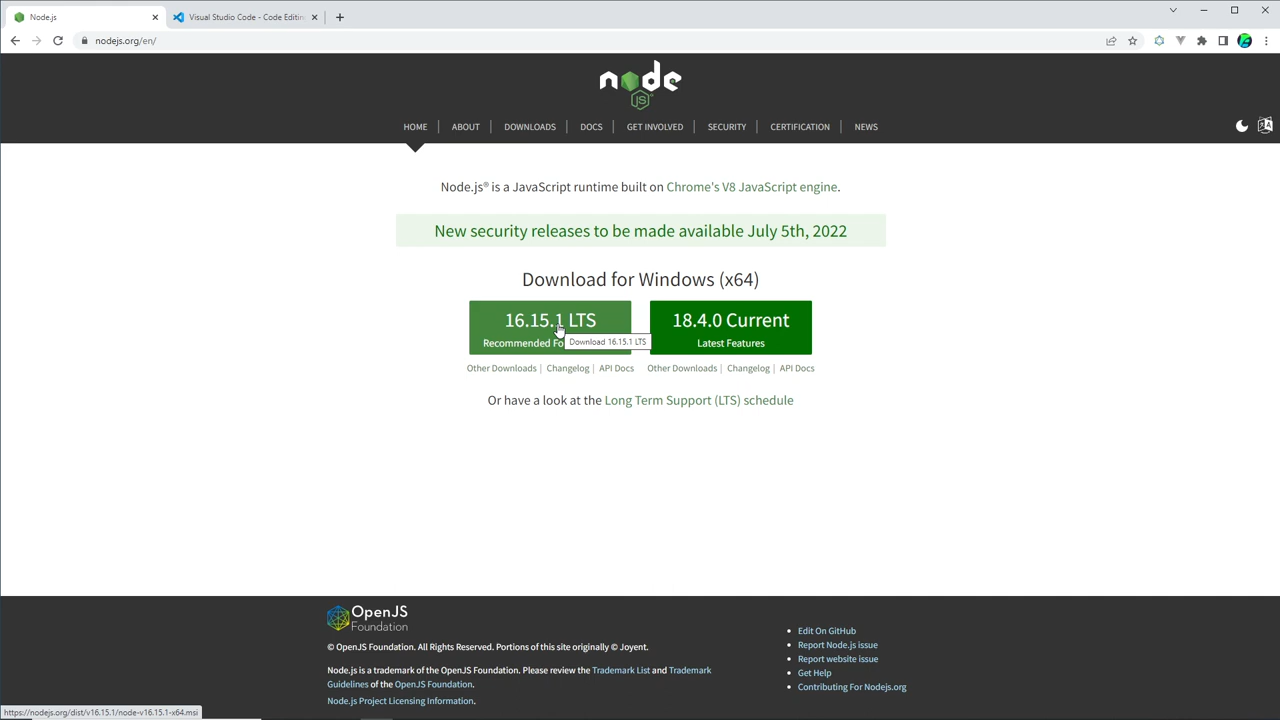 Node.js
Visual Studio Code - Code Editin
nodejs.org/en/
node
JS
HOME
ABOUT
DOWNLOADS
DOCS
GET INVOLVED
SECURITY
CERTIFICATION
NEWS
Node.js® is a JavaScript runtime built on Chrome's V8 JavaScript engine.
New security releases to be made available July 5th, 2022
Download for Windows (x64)
16.15.1 LTS
Recommended Fo
Download 16.15.1 LTS
18.4.0 Current
Latest Features
Other Downloads | Changelog | API Docs
Other Downloads | Changelog | API Docs
Or have a look at the Long Term Support (LTS) schedule
OpenJS
Foundation
© OpenJS Foundation. All Rights Reserved. Portions of this site originally © Joyent.
Node.js is a trademark of the OpenJS Foundation. Please review the Trademark List and Trademark
Guidelines of the OpenJS Foundation.
Node.js Project Licensing Information.
Edit On GitHub
Report Node.js issue
Report website issue
Get Help
Contributing For Nodejs.org
https://nodejs.org/dist/v16.15.1/node-v16.15.1-x64.msi